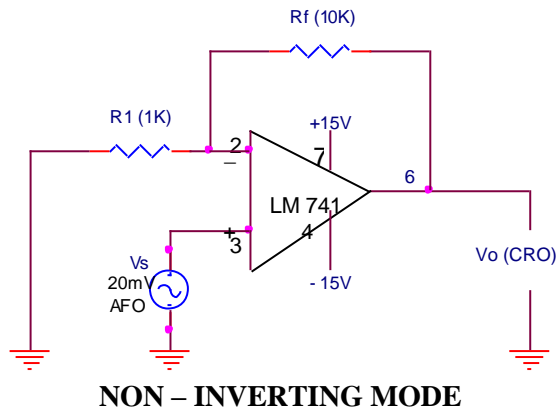 Rf (10K)
R1 (1K)
+15V
2
7
_
6
LM 741
+
4
3
Vo (CRO)
Vs
20mV
- 15V
AFO
NON – INVERTING MODE